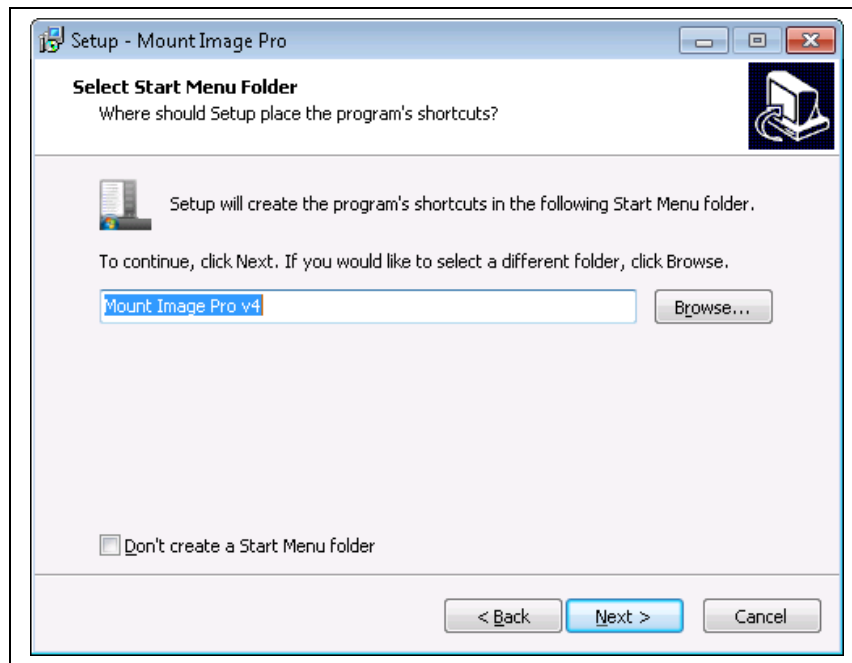 Setup - Mount Image Pro
Select Start Menu Folder
Where should Setup place the program's shortcuts?
Setup will create the program's shortcuts in the following Start Menu folder.
To continue, click Next. If you would like to select a different folder, click Browse.
Mount Image Pro v4
Browse...
Don't create a Start Menu folder
< Back
Next >
Cancel